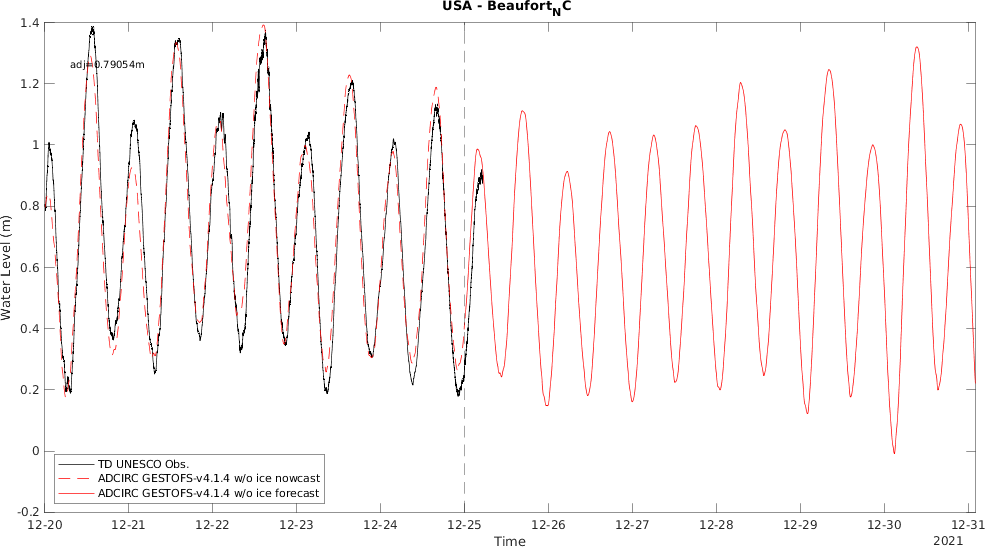 USA - Beaufort_NC
1.4
adj=0.79054m
1.2
1
0.8
0.6
0.4
0.2
0
-0.2
Water Level (m)
TD UNESCO Obs.
ADCIRC GESTOFS-v4.1.4 w/o ice nowcast
ADCIRC GESTOFS-v4.1.4 w/o ice forecast
12-20 12-21 12-22 12-23 12-24 12-25 12-26 12-27 12-28 12-29 12-30 12-31
Time
2021